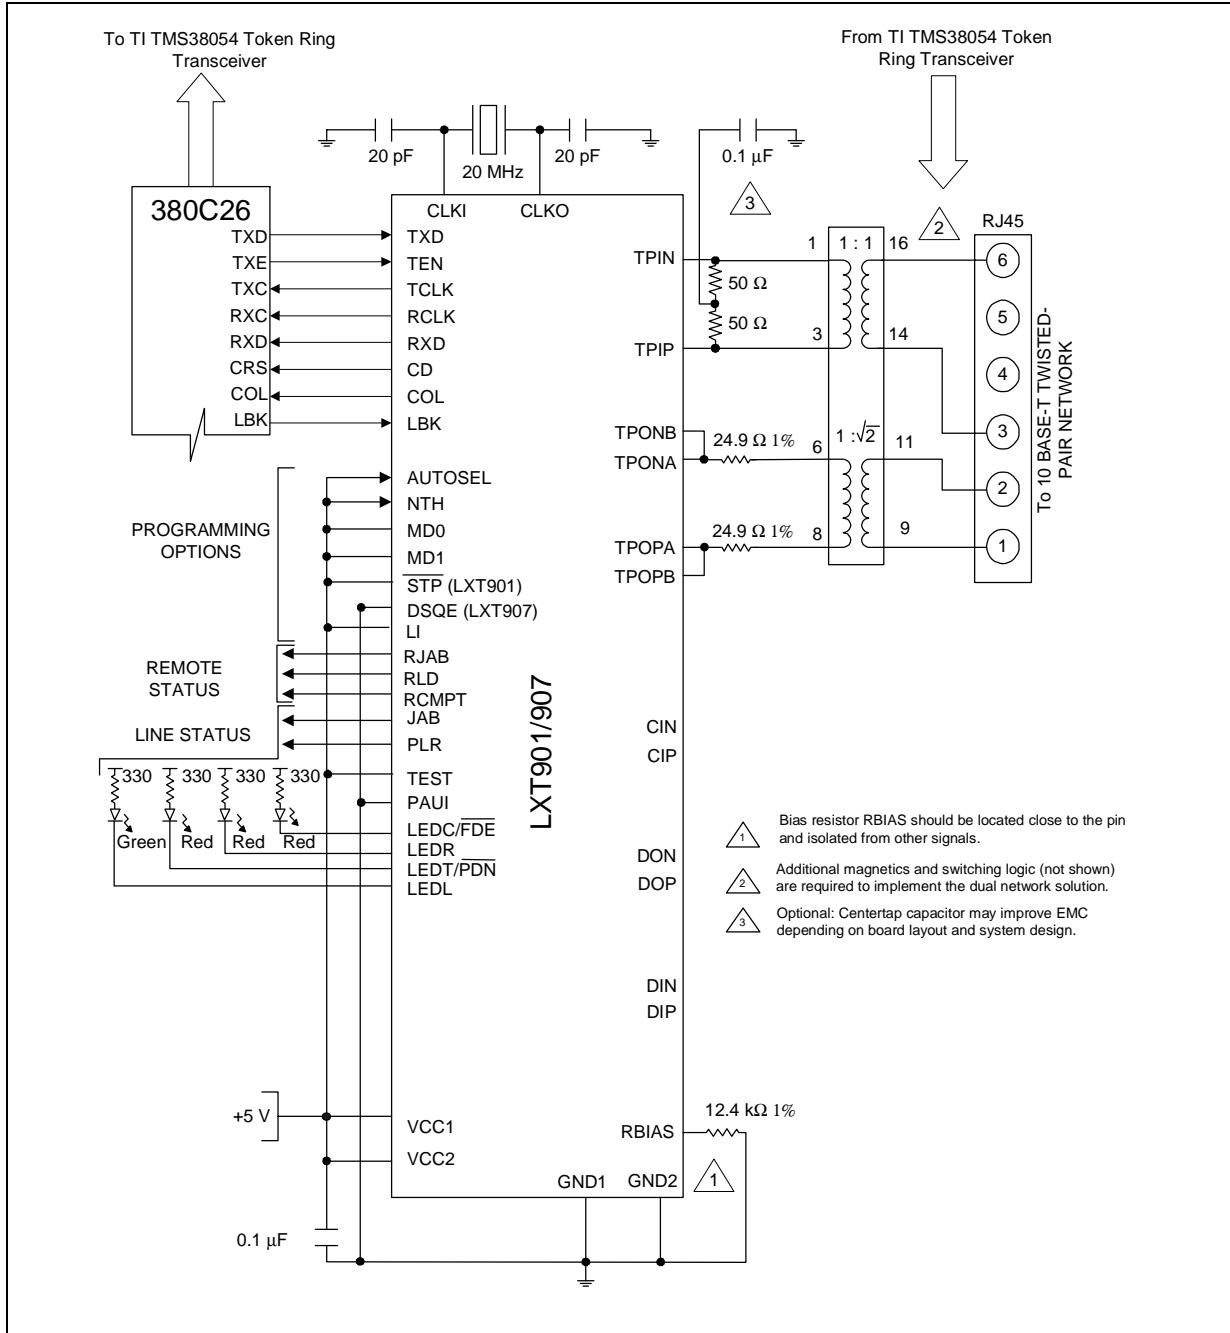 To TI TMS38054 Token Ring
Transceiver
From TI TMS38054 Token
Ring Transceiver
20 pF
20 MHz
20 pF
0.1 µF
3
2
380C26
TXD
TXE
TXC
RXC
RXD
CRS
COL
LBK
CLKI
CLKO
TXD
TEN
TCLK
RCLK
RXD
CD
COL
LBK
AUTOSEL
NTH
MD0
MD1
STP (LXT901)
DSQE (LXT907)
LI
RJAB
RLD
RCMPT
JAB
PLR
TEST
PAUI
LEDC/FDE
LEDR
LEDT/PDN
LEDL
VCC1
VCC2
PROGRAMMING
OPTIONS
REMOTE
STATUS
LINE STATUS
330
330
330
330
Green
Red
Red
Red
+5 V
0.1 µF
LXT901/907
TPIN
TPIP
TPONB
TPONA
TPOPA
TPOPB
CIN
CIP
DON
DOP
DIN
DIP
RBIAS
GND1
GND2
50 Ω
50 Ω
24.9 Ω 1%
24.9 Ω 1%
12.4 kΩ 1%
1
1
1 : 1
16
3
14
6
1 :√2
11
8
9
RJ45
6
5
4
3
2
1
To 10 BASE-T TWISTED-
PAIR NETWORK
1
Bias resistor RBIAS should be located close to the pin
and isolated from other signals.
2
Additional magnetics and switching logic (not shown)
are required to implement the dual network solution.
3
Optional: Centertap capacitor may improve EMC
depending on board layout and system design.